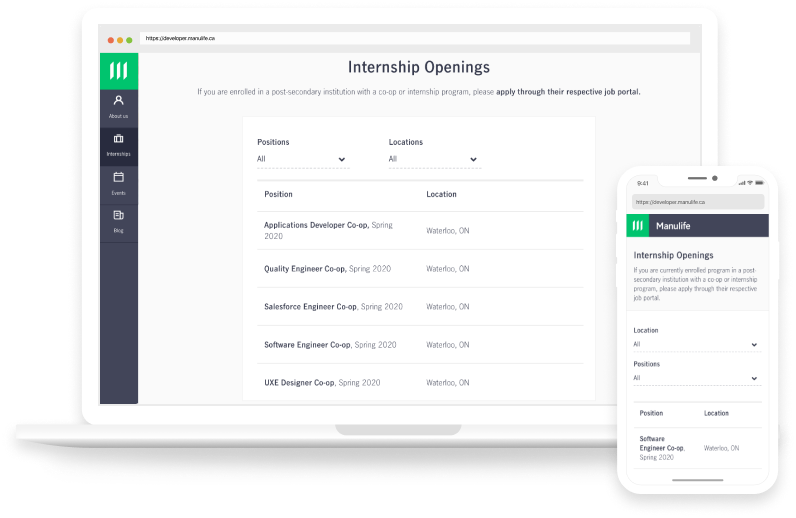 https://developer.manulife.ca
Internship Openings
If you are enrolled in a post-secondary institution with a co-op or internship program, please apply through their respective job portal.
About us
Internships
Events
Blog
Positions Locations
All All
Position Location
Applications Developer Co-op, Spring
2020
Waterloo, ON
Quality Engineer Co-op, Spring 2020 Waterloo, ON
Salesforce Engineer Co-op, Spring 2020 Waterloo, ON
Software Engineer Co-op, Spring 2020 Waterloo, ON
UXE Designer Co-op, Spring 2020 Waterloo, ON
9:41
https://developer.manulife.ca
Manulife
Internship Openings
If you are currently enrolled program in a post-
secondary institution with a co-op or internship
program, please apply through their respective
job portal.
Location
All
Positions
All
Position Location
Software
Engineer Co-op,
Spring 2020
Waterloo, ON